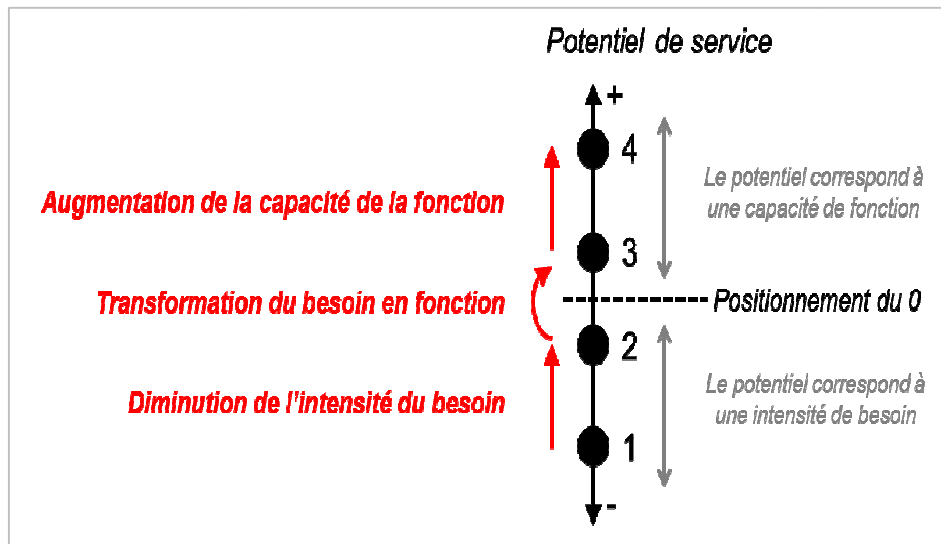 Potentiel de service
+
4
Le potentiel correspond à
une capacité de fonction
Augmentation de la capacité de la fonction
3
Transformation du besoin en fonction
Positionnement du 0
2
Le potentiel correspond à
une intensité de besoin
Diminution de l'intensité du besoin
1
-